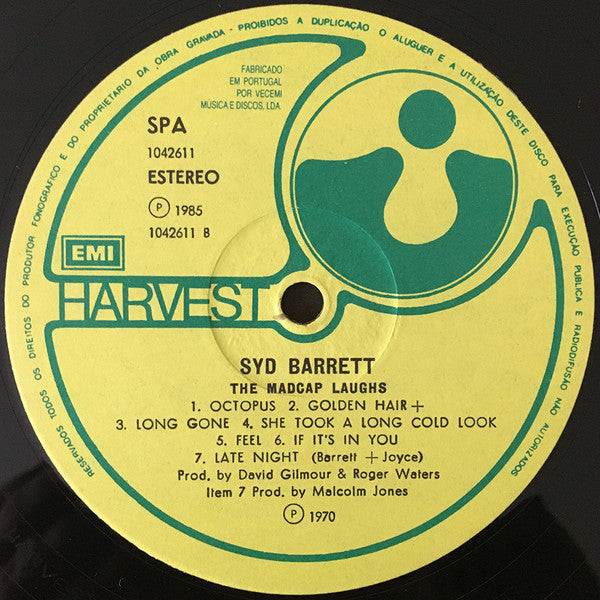 RESERVADOS TODOS OS DIREITOS DO PRODUTOR FONOGRAFICO E DO PROPRIETARIO DA OBRA GRAVADA - PROIBIDOS A DUPLICAÇÃO O ALUGUER E A UTILIZAÇÃO DESTE DISCO PARA EXECUÇÃO PUBLICA E RADIODIFUSÃO NÃO AUTORIZADOS
FABRICADO
EM PORTUGAL
POR VECEMI
MUSICA E DISCOS, LDA.
SPA
1042611
ESTEREO
Ⓟ 1985
1042611 B
EMI
HARVEST
SYD BARRETT
THE MADCAP LAUGHS
1. OCTOPUS 2. GOLDEN HAIR+
3. LONG GONE 4. SHE TOOK A LONG COLD LOOK
5. FEEL 6. IF IT'S IN YOU
7. LATE NIGHT (Barrett + Joyce)
Prod. by David Gilmour & Roger Waters
Item 7 Prod. by Malcolm Jones
Ⓟ 1970